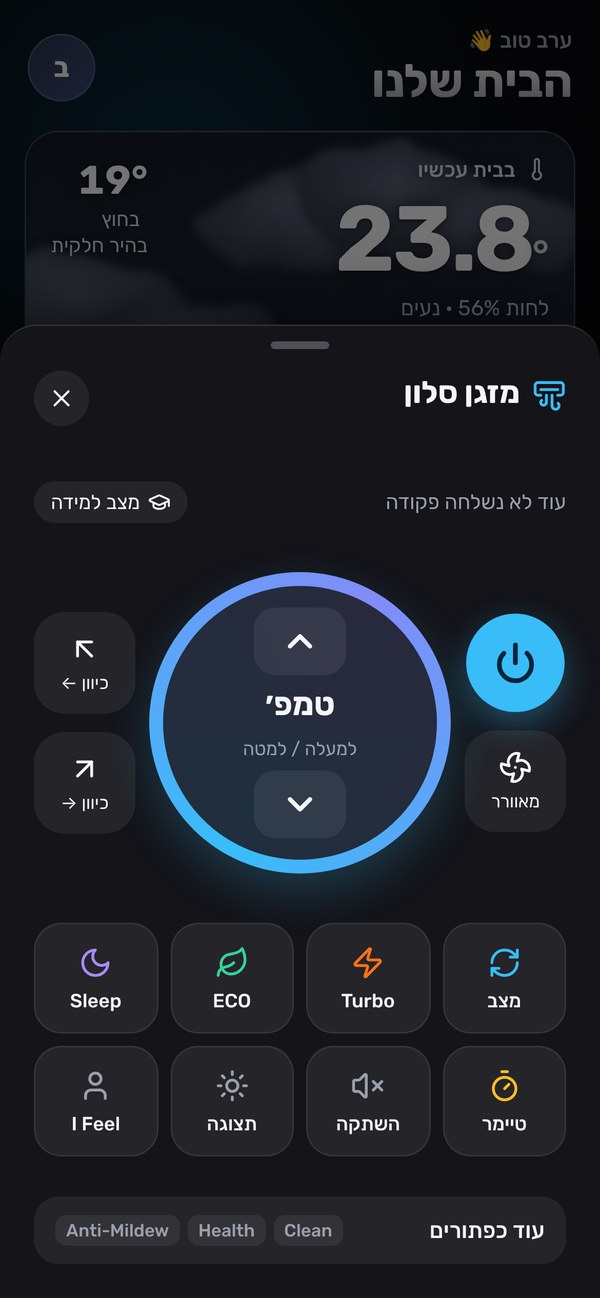 ערב טוב 👋
ב
הבית שלנו
בבית עכשיו
23.8°
לחות 56% • נעים
19°
בחוץ
בהיר חלקית
מזגן סלון
עוד לא נשלחה פקודה
מצב למידה
טמפ׳
למעלה / למטה
מאוורר
כיוון ←
כיוון →
מצב
Turbo
ECO
Sleep
טיימר
השתקה
תצוגה
I Feel
עוד כפתורים
Clean
Health
Anti-Mildew